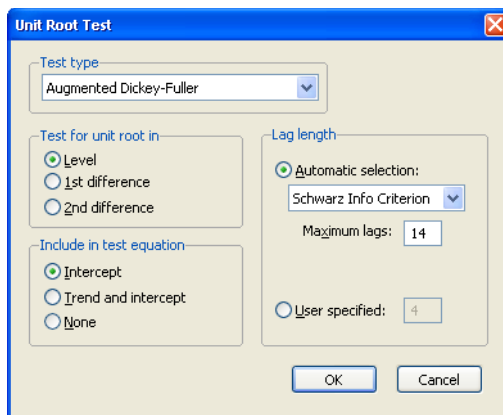 Unit Root Test
Test type
Augmented Dickey-Fuller
Test for unit root in
Level
1st difference
2nd difference
Include in test equation
Intercept
Trend and intercept
None
Lag length
Automatic selection:
Schwarz Info Criterion
Maximum lags: 14
User specified: 4
OK Cancel